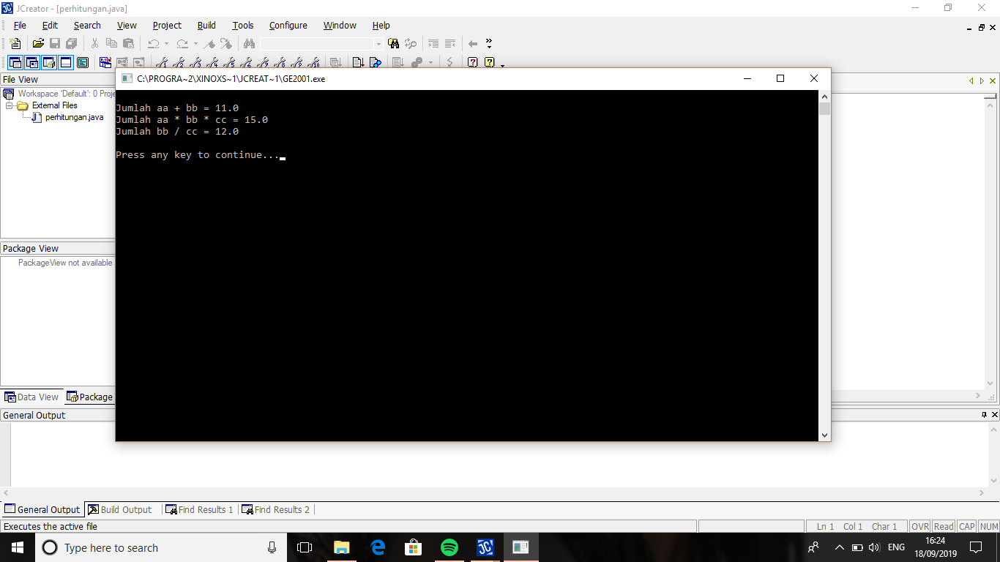 JCreator - [perhitungan.java]
File Edit Search View Project Build Tools Configure Window Help
File View
Workspace 'Default': 0 Proje
External Files
perhitungan.java
C:\PROGRA~2\XINOXS~1\JCREAT~1\GE2001.exe
Jumlah aa + bb = 11.0
Jumlah aa * bb * cc = 15.0
Jumlah bb / cc = 12.0
Press any key to continue...
Package View
PackageView not available
Data View Package
General Output
General Output Build Output Find Results 1 Find Results 2
Executes the active file Ln 1 Col 1 Char 1 OVR Read CAP NUM
Type here to search ENG 16:24
18/09/2019